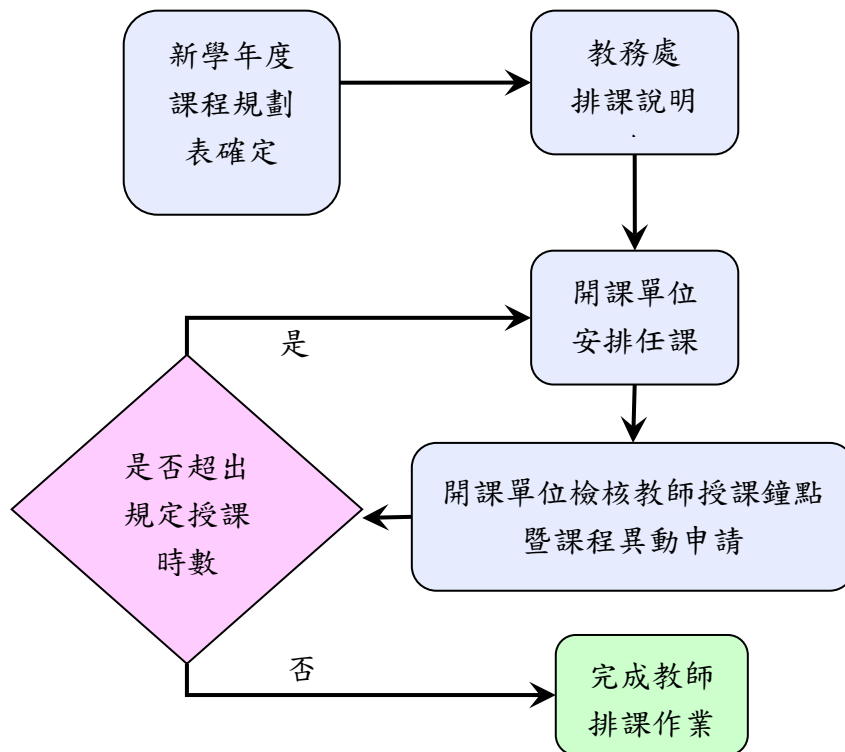 新學年度
課程規劃
表確定
教務處
排課說明
.
開課單位
安排任課
是
開課單位檢核教師授課鐘點
暨課程異動申請
是否超出
規定授課
時數
否
完成教師
排課作業